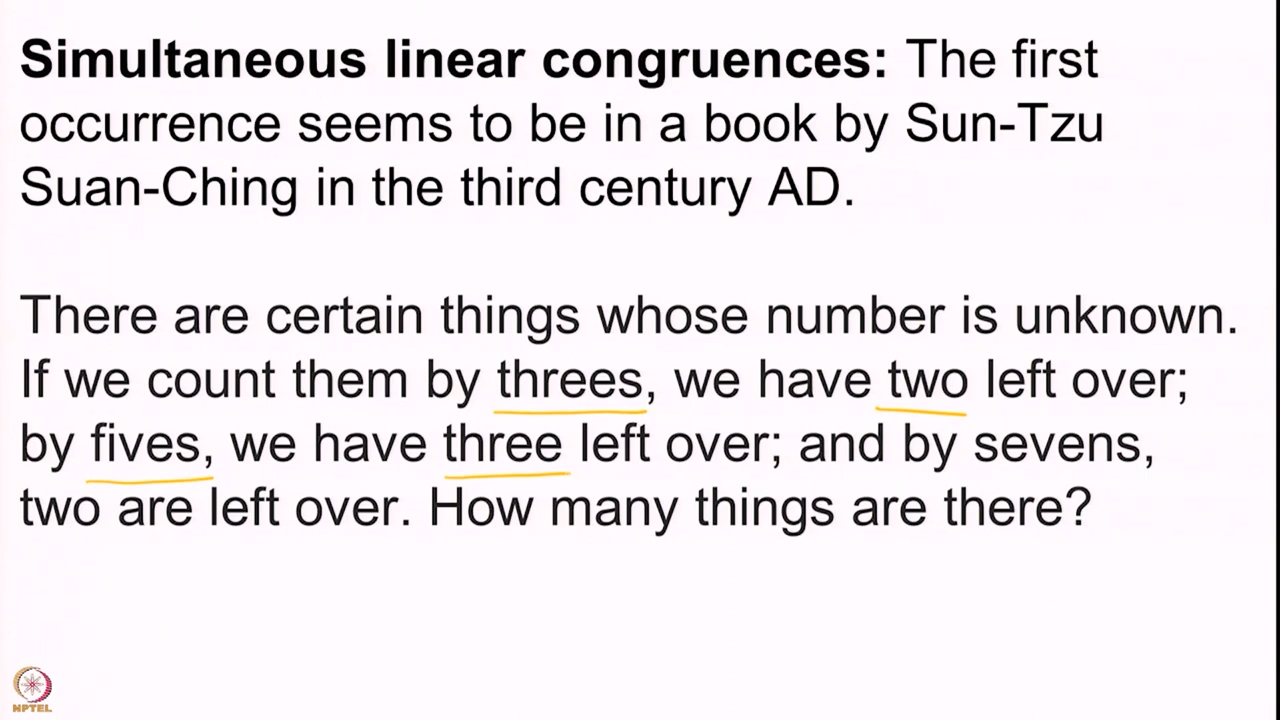 Simultaneous linear congruences: The first
occurrence seems to be in a book by Sun-Tzu
Suan-Ching in the third century AD.
There are certain things whose number is unknown.
If we count them by threes, we have two left over;
by fives, we have three left over; and by sevens,
two are left over. How many things are there?
NPTEL